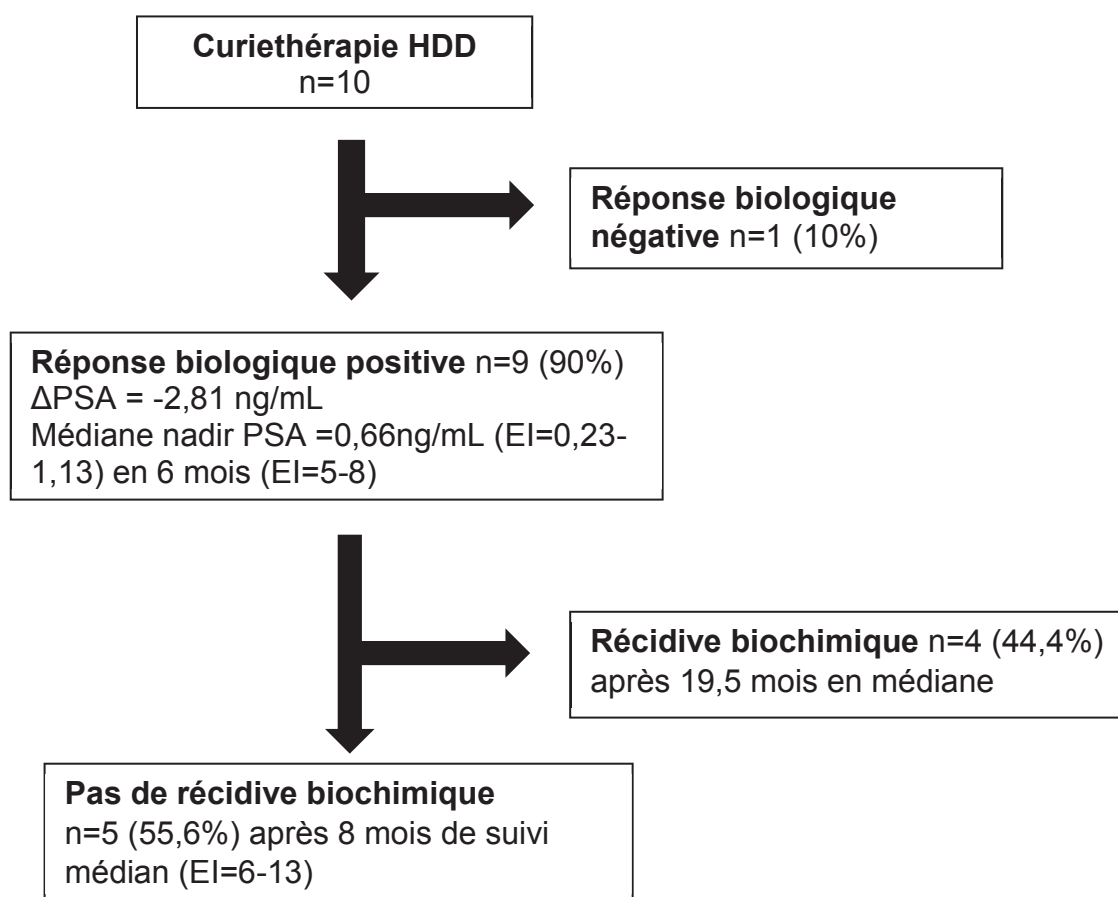 Curiethérapie HDD
n=10
Réponse biologique
négative n=1 (10%)
Réponse biologique positive n=9 (90%)
ΔPSA = -2,81 ng/mL
Médiane nadir PSA =0,66ng/mL (EI=0,23-
1,13) en 6 mois (EI=5-8)
Récidive biochimique n=4 (44,4%)
après 19,5 mois en médiane
Pas de récidive biochimique
n=5 (55,6%) après 8 mois de suivi
médian (EI=6-13)